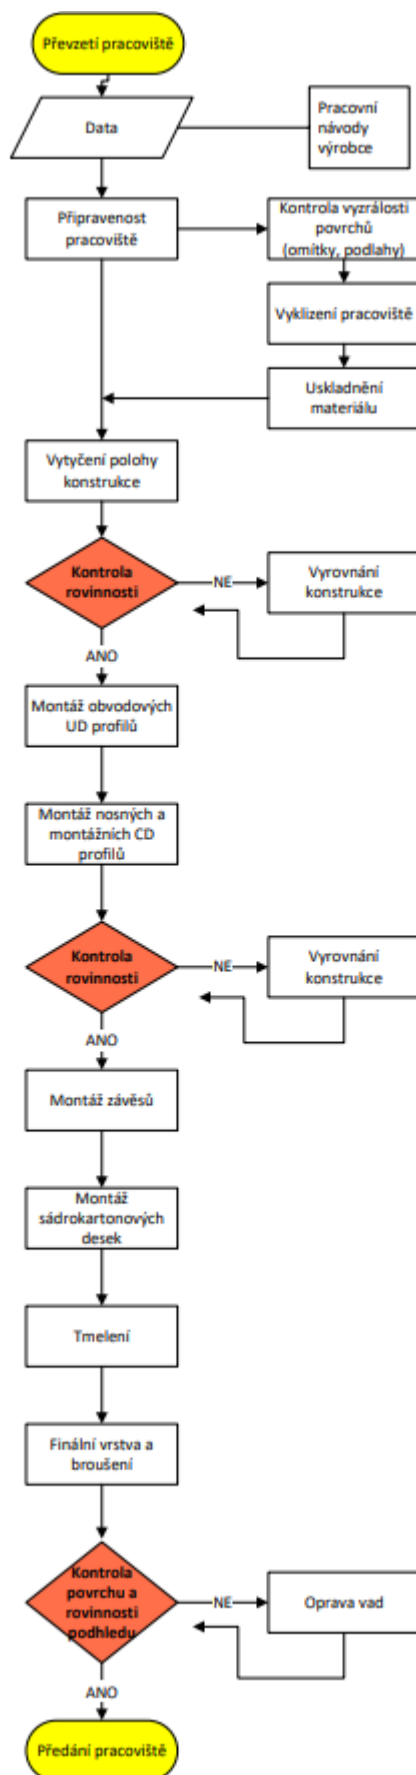 Převzetí pracoviště
Data
Pracovní
návody
výrobce
Připravenost
pracoviště
Kontrola vyzrálosti
povrchů
(omítky, podlahy)
Vyklizení pracoviště
Uskladnění
materiálu
Vytyčení polohy
konstrukce
Kontrola
rovinnosti
NE
Vyrovnání
konstrukce
ANO
Montáž obvodových
UD profilů
Montáž nosných a
montážních CD
profilů
Kontrola
rovinnosti
NE
Vyrovnání
konstrukce
ANO
Montáž závěsů
Montáž
sádrokartonových
desek
Tmelení
Finální vrstva a
broušení
Kontrola
povrchu a
rovinnosti
podhledu
NE
Oprava vad
ANO
Předání pracoviště